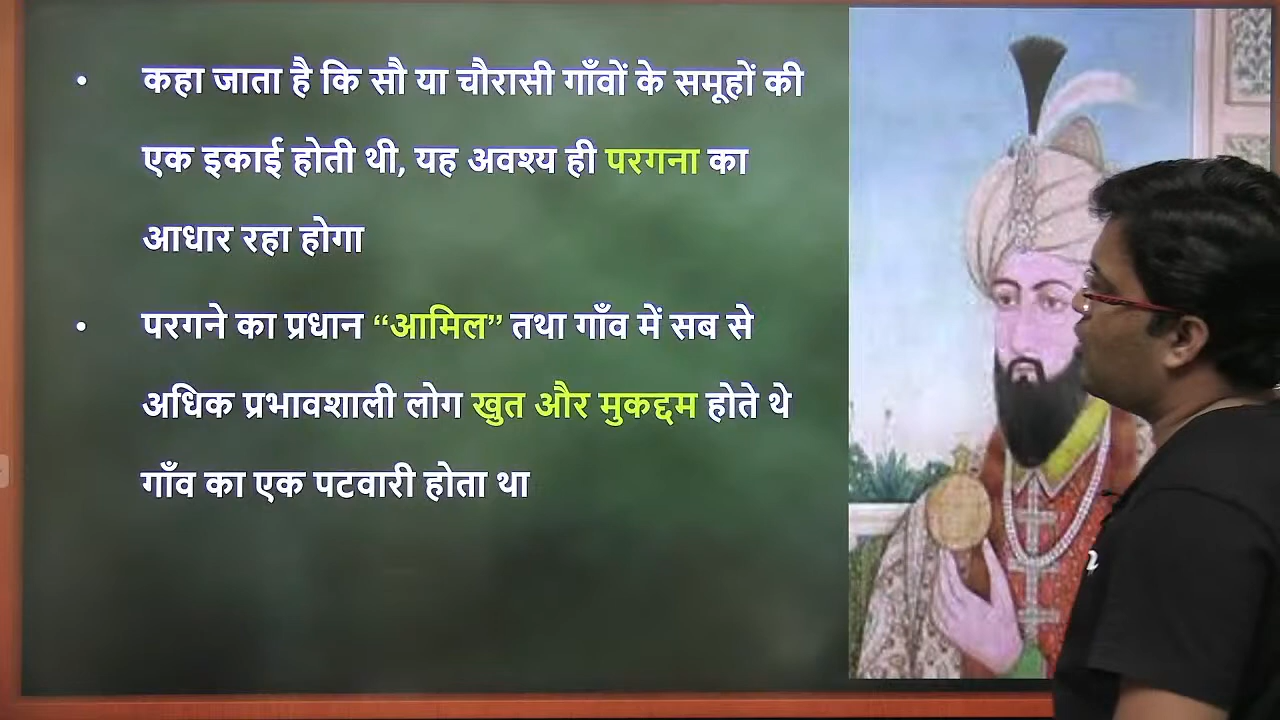 • कहा जाता है कि सौ या चौरासी गाँवों के समूहों की
एक इकाई होती थी, यह अवश्य ही परगना का
आधार रहा होगा
• परगने का प्रधान “आमिल” तथा गाँव में सब से
अधिक प्रभावशाली लोग खुत और मुकद्दम होते थे
गाँव का एक पटवारी होता था